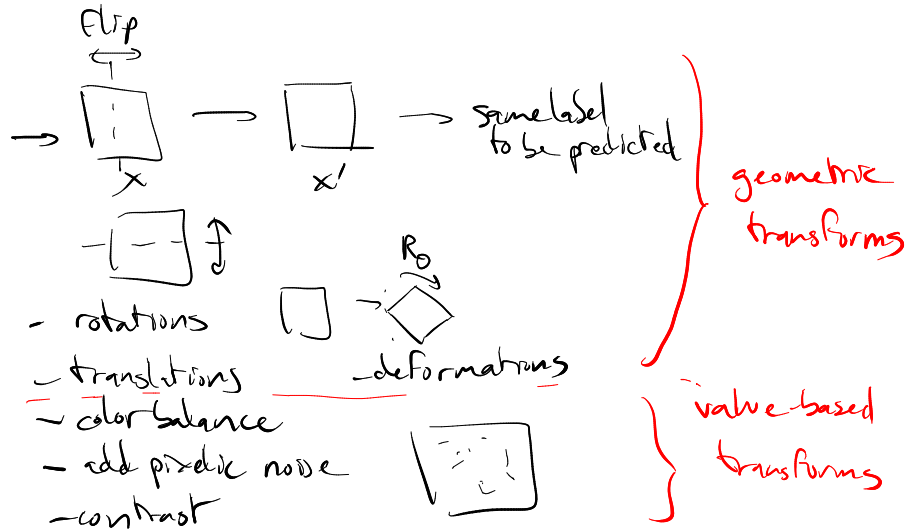 Flip
same label
to be predicted
x
x'
geometric
transforms
Rθ
- rotations
- translations
- deformations
- color balance
- add pixelic noise
- contrast
value-based
transforms